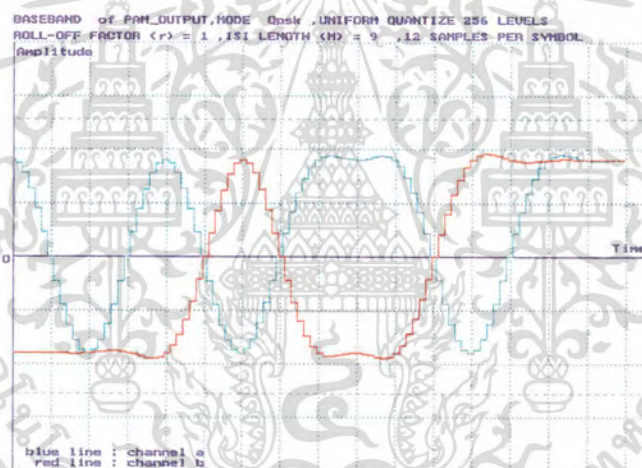 BASEBAND of PAM_OUTPUT,MODE Qpsk ,UNIFORM QUANTIZE 256 LEVELS
ROLL-OFF FACTOR (r) = 1 ,ISI LENGTH (M) = 9 ,12 SAMPLES PER SYMBOL
Amplitude
0
Time
blue line : channel a
red line : channel b